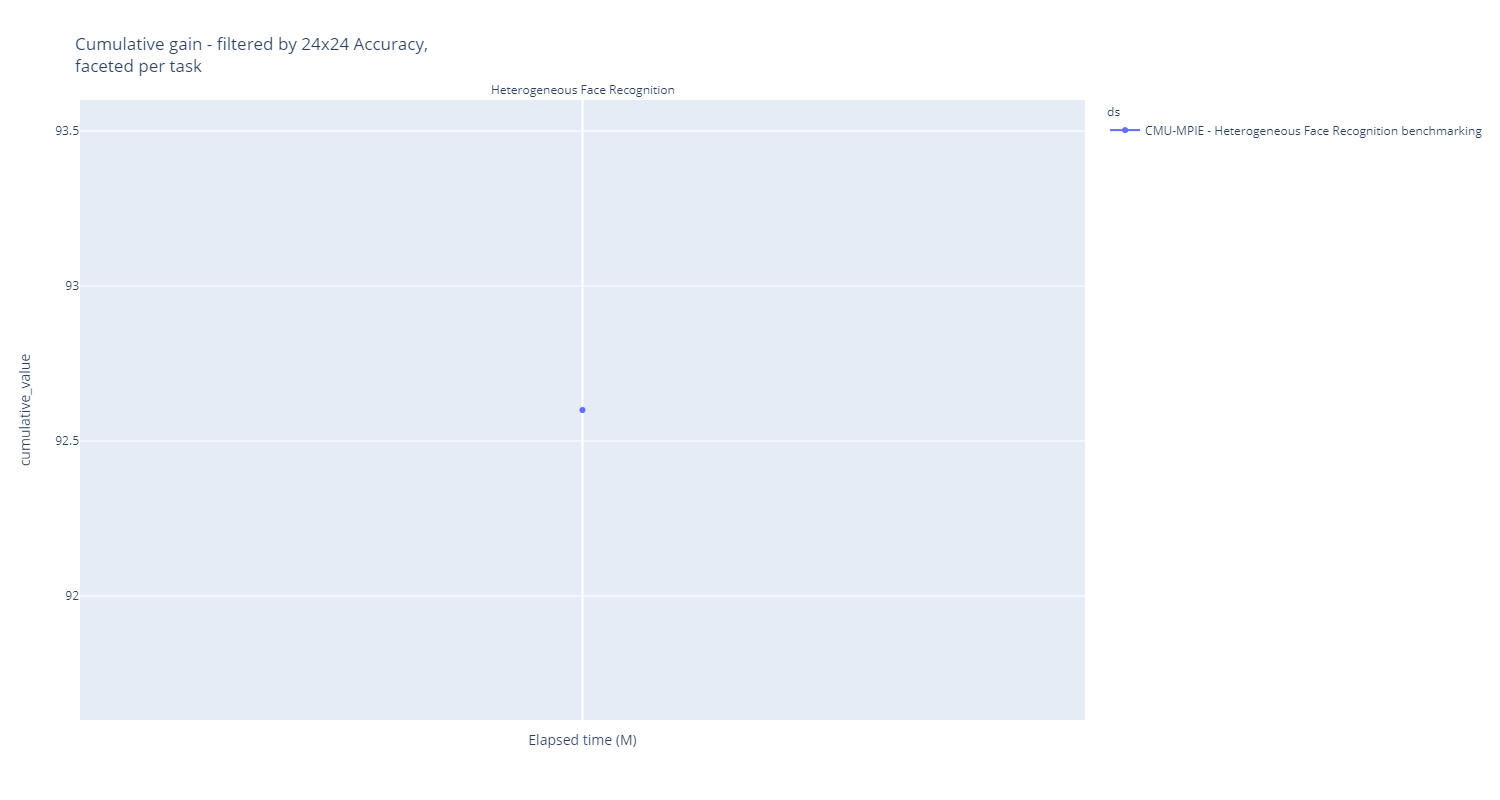 Cumulative gain - filtered by 24x24 Accuracy,
faceted per task
Heterogeneous Face Recognition
ds
CMU-MPIE - Heterogeneous Face Recognition benchmarking
93.5
93
92.5
92
cumulative_value
Elapsed time (M)